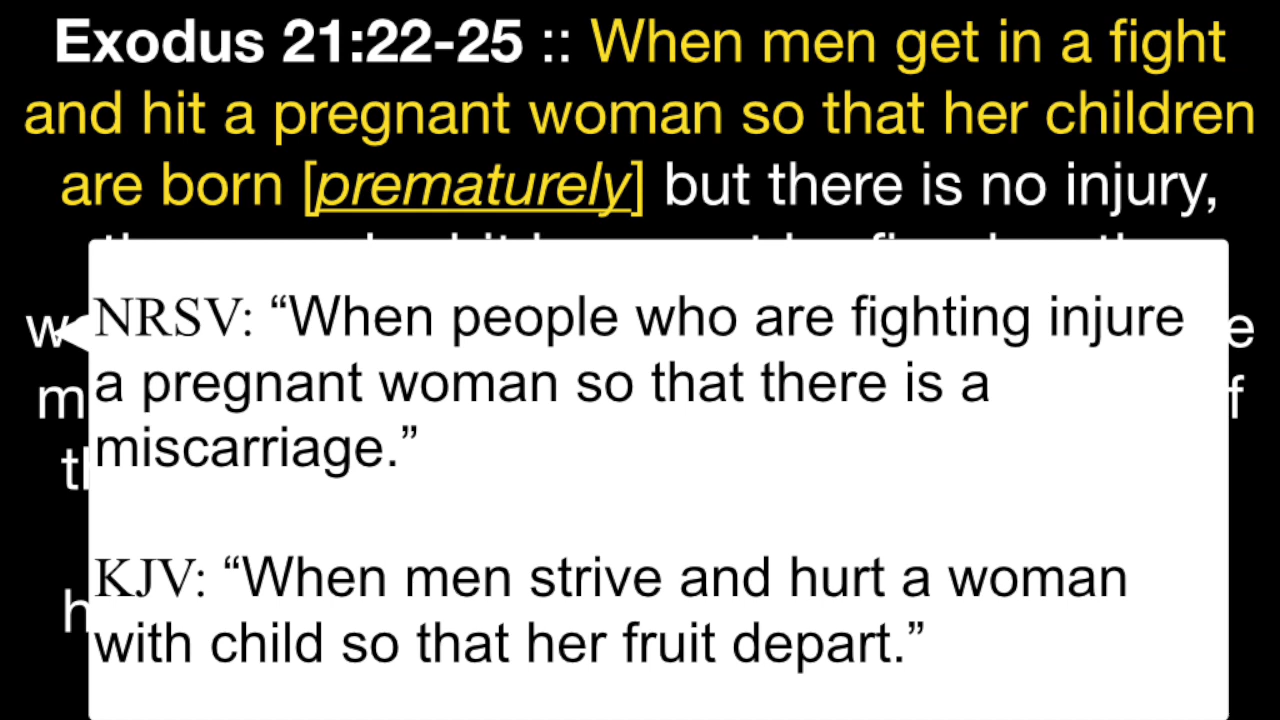 Exodus 21:22-25 :: When men get in a fight
and hit a pregnant woman so that her children
are born [prematurely] but there is no injury,
NRSV: “When people who are fighting injure
a pregnant woman so that there is a
miscarriage.”
KJV: “When men strive and hurt a woman
with child so that her fruit depart.”